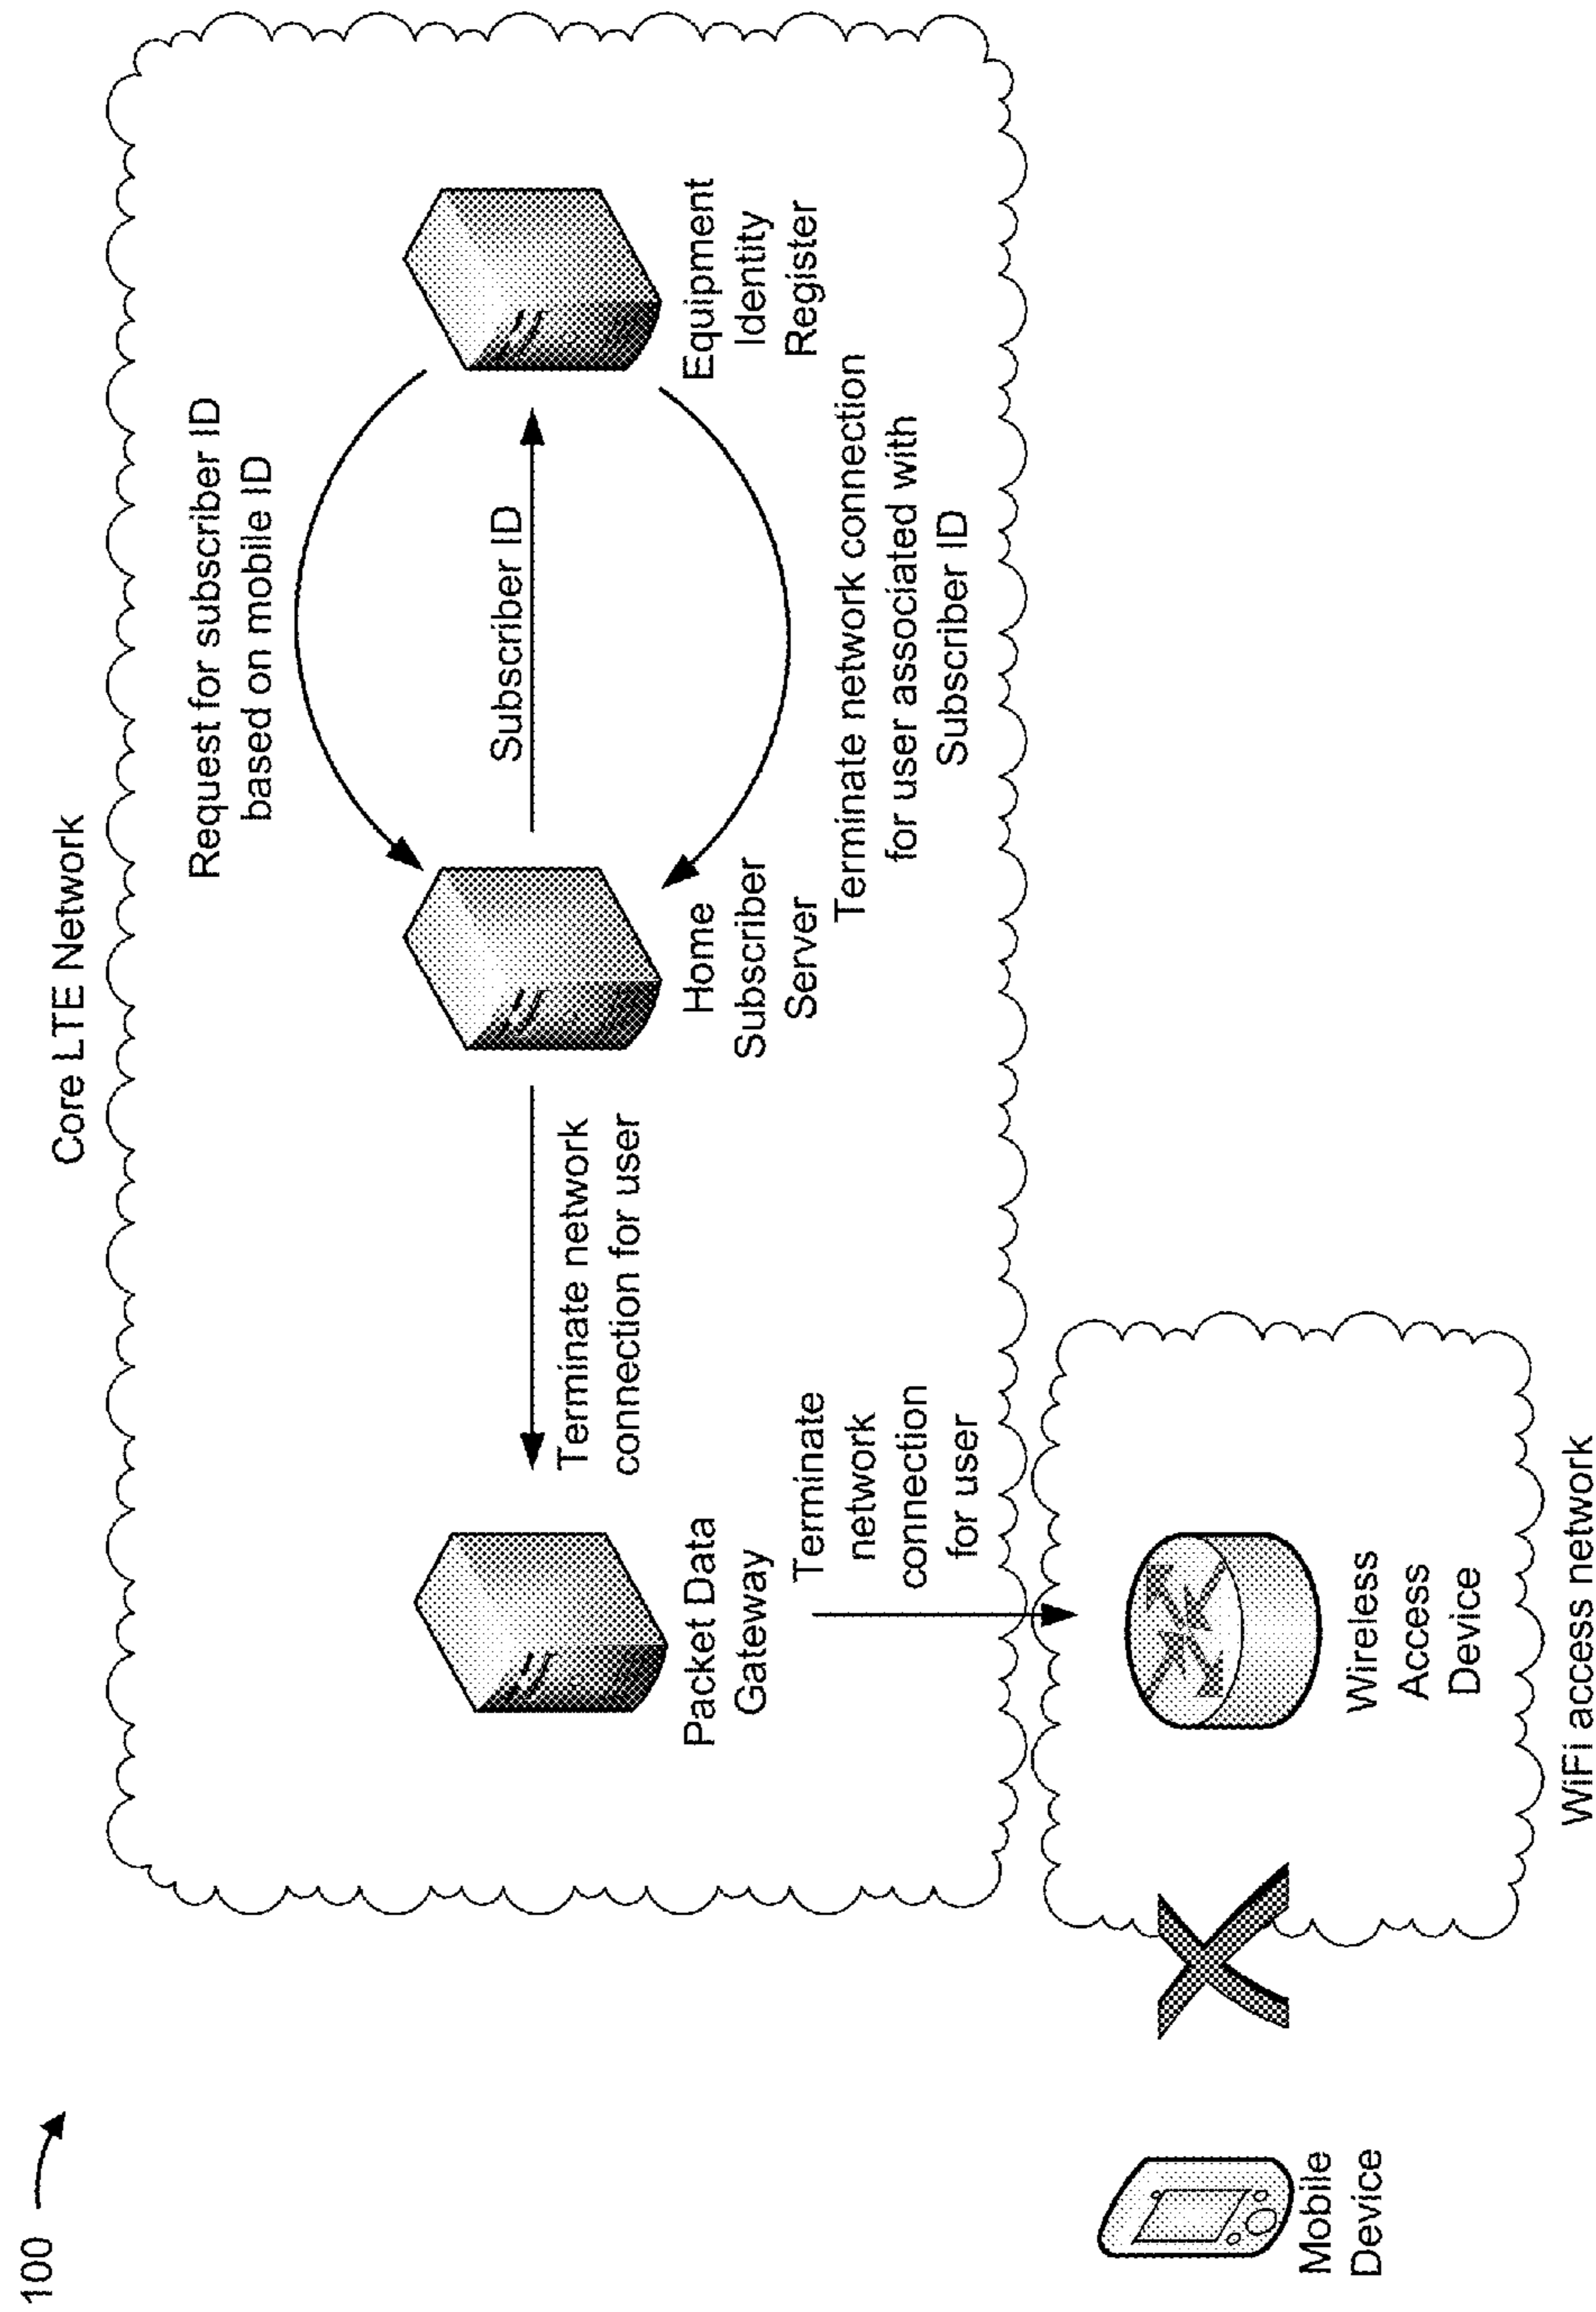 100
Core LTE Network
Request for subscriber ID
based on mobile ID
Subscriber ID
Terminate network
connection for user
Packet Data
Gateway
Home
Subscriber
Server
Equipment
Identity
Register
Terminate network connection
for user associated with
Subscriber ID
Terminate
network
connection
for user
Mobile
Device
Wireless
Access
Device
WiFi access network